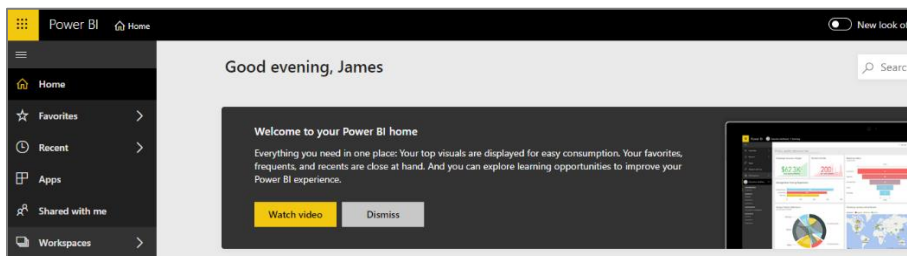 Power BI Home New look of
Home
Good evening, James
Searc
Favorites
Recent
Apps
Shared with me
Workspaces
Welcome to your Power BI home
Everything you need in one place: Your top visuals are displayed for easy consumption. Your favorites,
frequents, and recents are close at hand. And you can explore learning opportunities to improve your
Power BI experience.
Watch video Dismiss